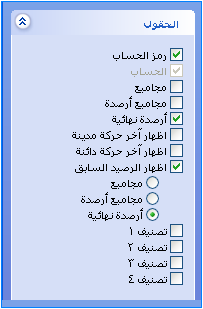 الحقول
رمز الحساب
الحساب
مجاميع
مجاميع أرصدة
أرصدة نهائية
اظهار آخر حركة مدينة
اظهار آخر حركة دائنة
اظهار الرصيد السابق
مجاميع
مجاميع أرصدة
أرصدة نهائية
تصنيف ١
تصنيف ٢
تصنيف ٣
تصنيف ٤